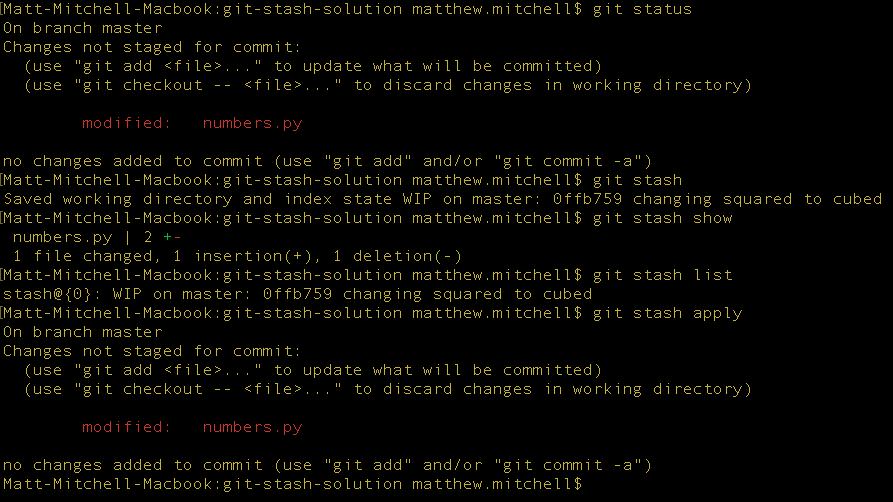 [Matt-Mitchell-Macbook:git-stash-solution matthew.mitchell$ git status
On branch master
Changes not staged for commit:
  (use "git add <file>..." to update what will be committed)
  (use "git checkout -- <file>..." to discard changes in working directory)
        modified:   numbers.py
no changes added to commit (use "git add" and/or "git commit -a")
[Matt-Mitchell-Macbook:git-stash-solution matthew.mitchell$ git stash
Saved working directory and index state WIP on master: 0ffb759 changing squared to cubed
[Matt-Mitchell-Macbook:git-stash-solution matthew.mitchell$ git stash show
 numbers.py | 2 +-
 1 file changed, 1 insertion(+), 1 deletion(-)
[Matt-Mitchell-Macbook:git-stash-solution matthew.mitchell$ git stash list
stash@{0}: WIP on master: 0ffb759 changing squared to cubed
[Matt-Mitchell-Macbook:git-stash-solution matthew.mitchell$ git stash apply
On branch master
Changes not staged for commit:
  (use "git add <file>..." to update what will be committed)
  (use "git checkout -- <file>..." to discard changes in working directory)
        modified:   numbers.py
no changes added to commit (use "git add" and/or "git commit -a")
Matt-Mitchell-Macbook:git-stash-solution matthew.mitchell$